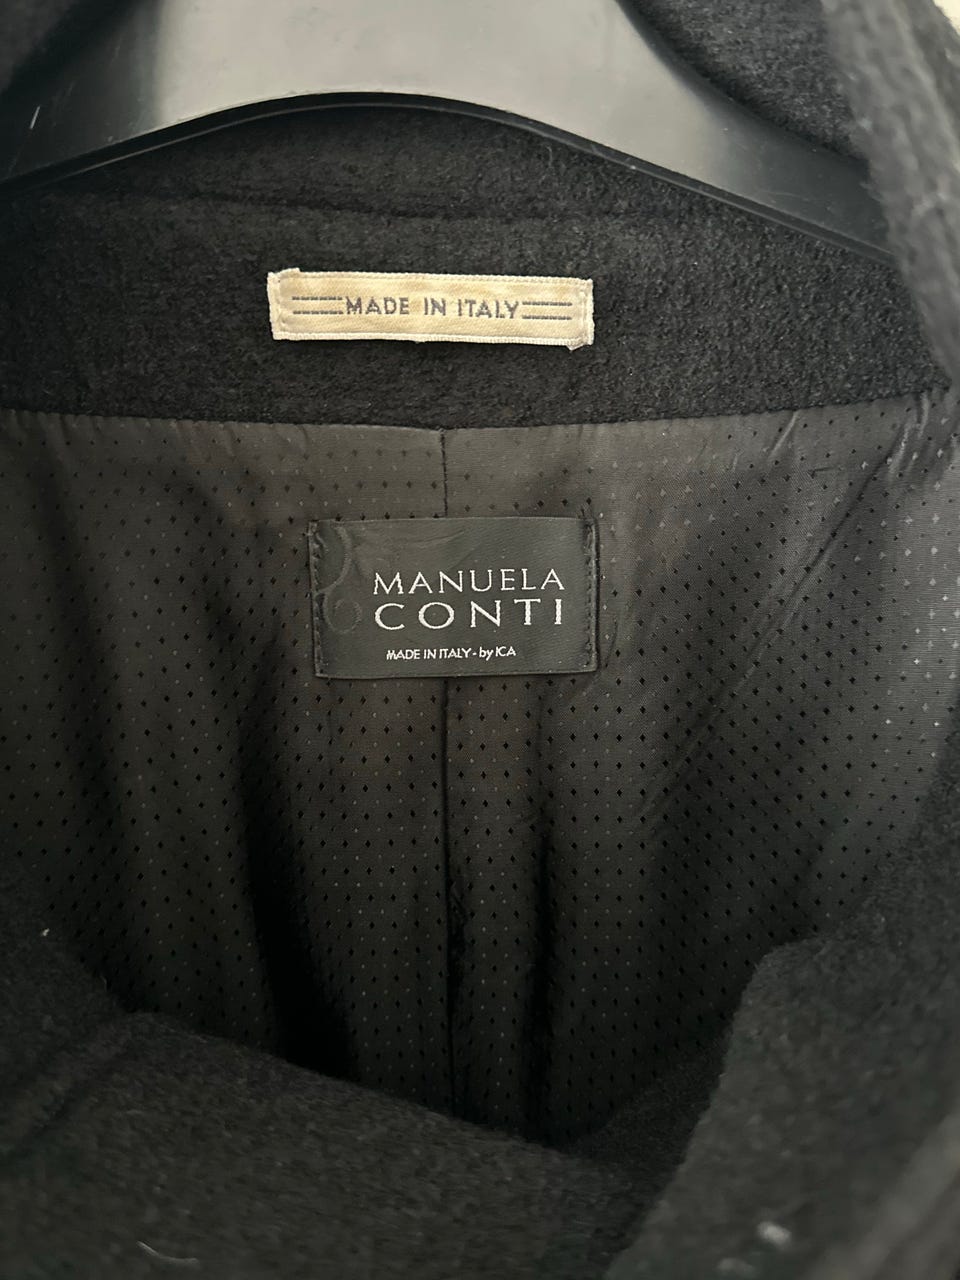 MADE IN ITALY
MANUELA
CONTI
MADE IN ITALY - by ICA